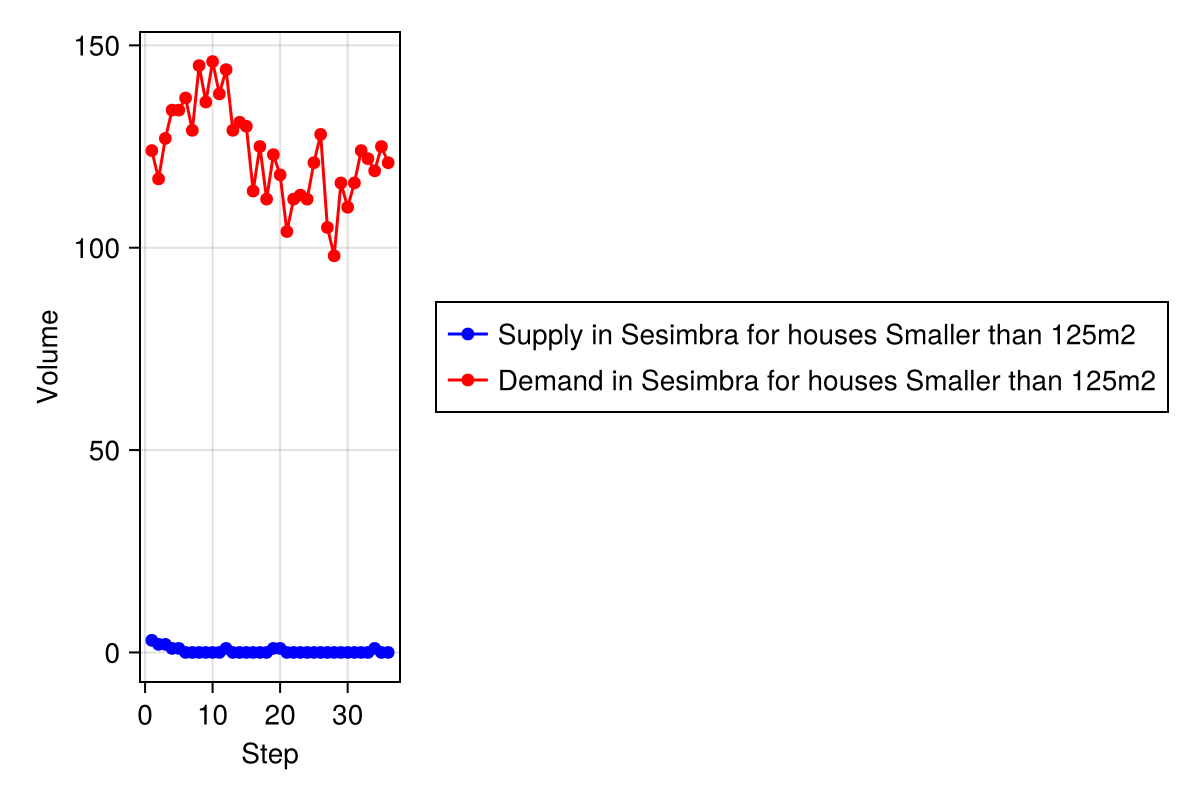 150
100
50
0
Volume
0 10 20 30
Step
Supply in Sesimbra for houses Smaller than 125m2
Demand in Sesimbra for houses Smaller than 125m2